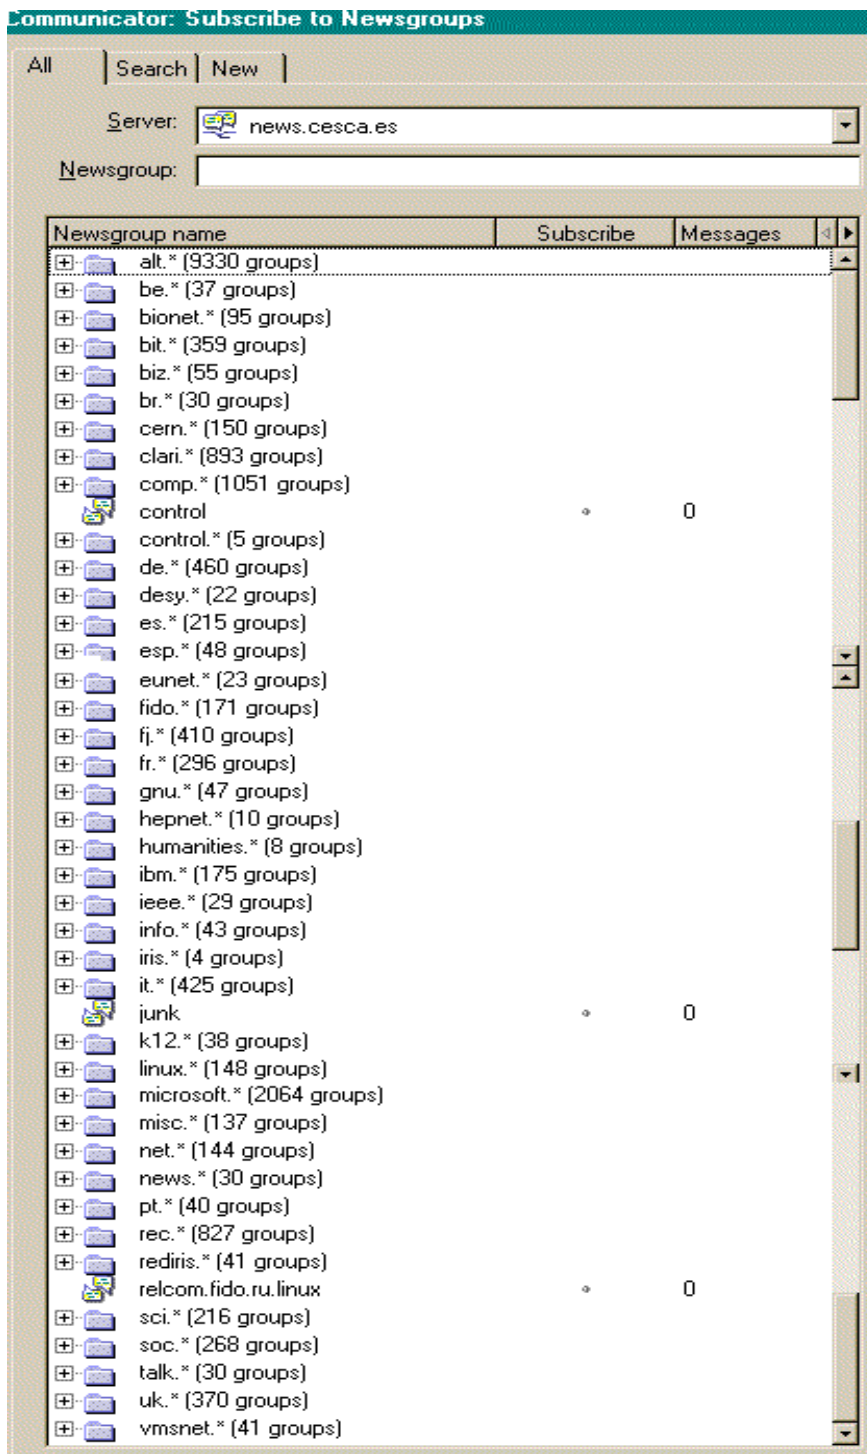 Communicator: Subscribe to Newsgroups
All Search New
Server: news.cesca.es
Newsgroup:
Newsgroup name Subscribe Messages
alt.* (9330 groups)
be.* (37 groups)
bionet.* (95 groups)
bit.* (359 groups)
biz.* (55 groups)
br.* (30 groups)
cern.* (150 groups)
clari.* (893 groups)
comp.* (1051 groups)
control 0
control.* (5 groups)
de.* (460 groups)
desy.* (22 groups)
es.* (215 groups)
esp.* (48 groups)
eunet.* (23 groups)
fido.* (171 groups)
fj.* (410 groups)
fr.* (296 groups)
gnu.* (47 groups)
hepnet.* (10 groups)
humanities.* (8 groups)
ibm.* (175 groups)
ieee.* (29 groups)
info.* (43 groups)
iris.* (4 groups)
it.* (425 groups)
junk 0
k12.* (38 groups)
linux.* (148 groups)
microsoft.* (2064 groups)
misc.* (137 groups)
net.* (144 groups)
news.* (30 groups)
pt.* (40 groups)
rec.* (827 groups)
rediris.* (41 groups)
relcom.fido.ru.linux 0
sci.* (216 groups)
soc.* (268 groups)
talk.* (30 groups)
uk.* (370 groups)
vmsnet.* (41 groups)